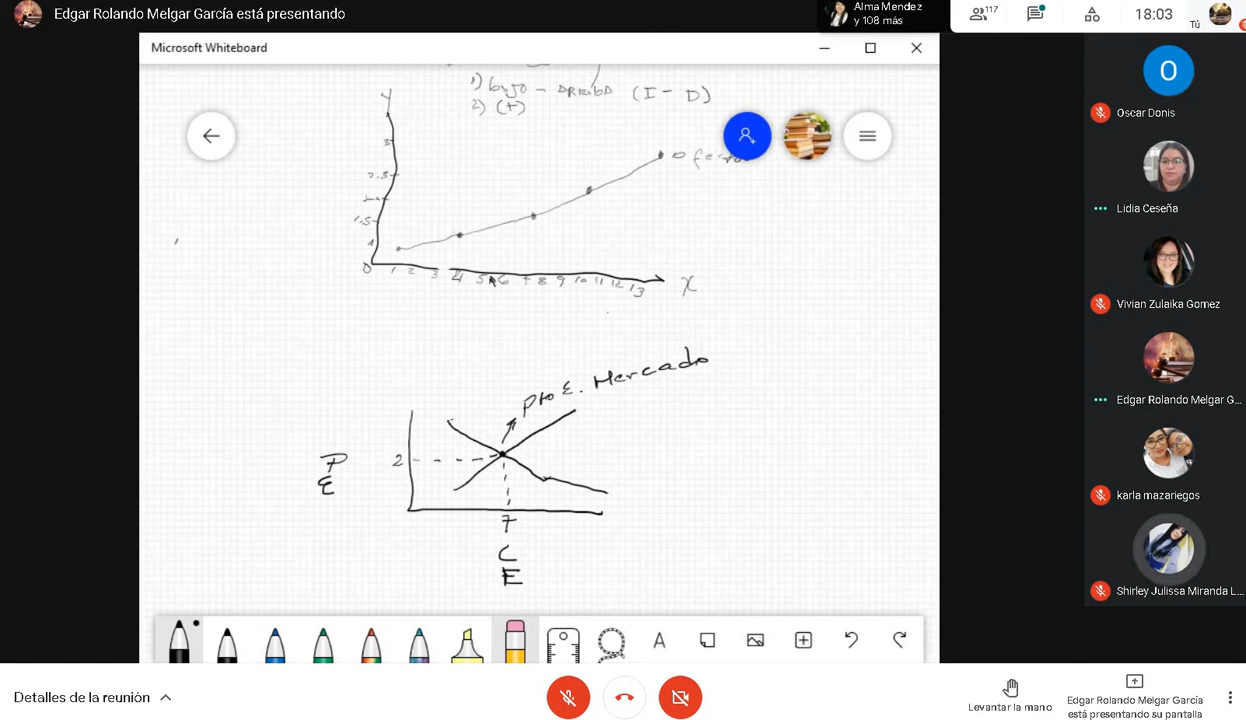 Edgar Rolando Melgar García está presentando
Alma Mendez
y 108 más
117
18:03
Tú
Microsoft Whiteboard
1) bajo - ARRIBA (I - D)
2) (+)
Y
3
2.5
1.5
1
0
1 2 3 4 5 6 7 8 9 10 11 12 13
X
Pto E. Mercado
P
E
2
7
C
E
O
Oscar Donis
Lidia Ceseña
Vivian Zulaika Gomez
Edgar Rolando Melgar G...
karla mazariegos
Shirley Julissa Miranda L...
A
Detalles de la reunión
Levantar la mano
Edgar Rolando Melgar García
está presentando su pantalla